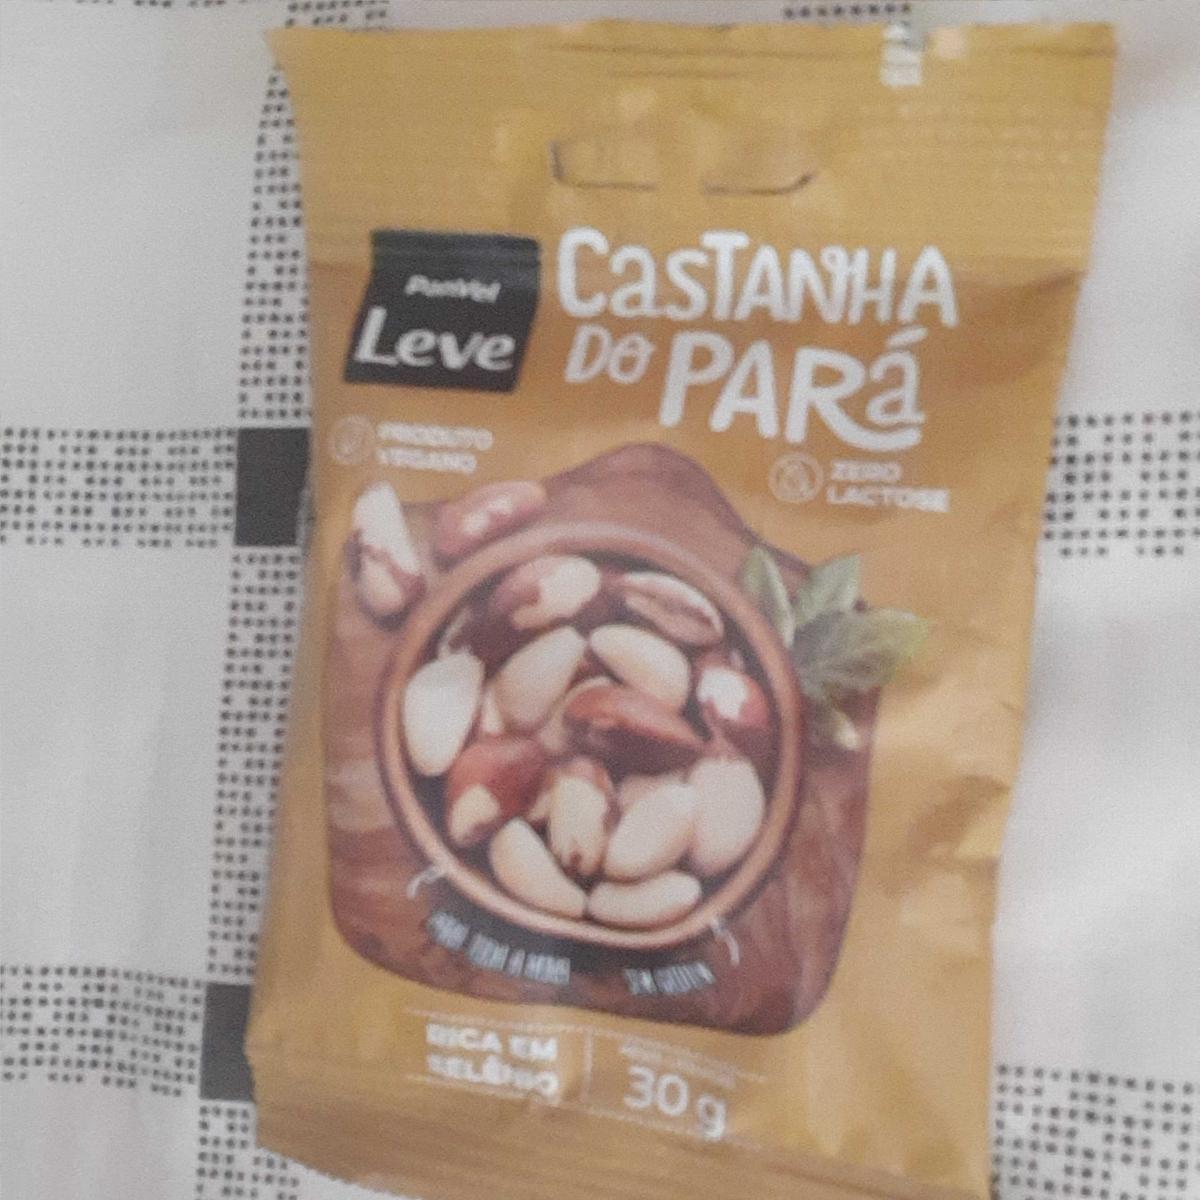 PanVel
Leve
CASTANHA
DO PARÁ
PRODUTO
VEGANO
ZERO
LACTOSE
RICA EM
SELÊNIO
30 g